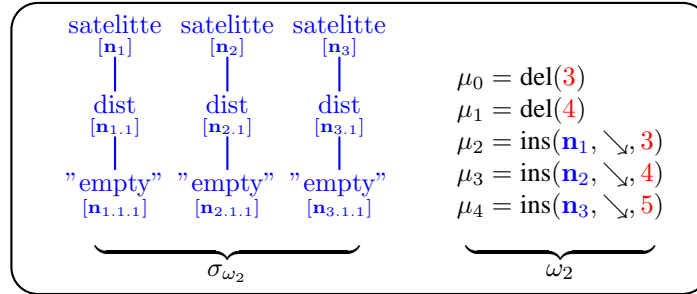 satelitte satelitte satelitte
[n₁] [n₂] [n₃]
dist dist dist
[n₁.₁] [n₂.₁] [n₃.₁]
"empty" "empty" "empty"
[n₁.₁.₁] [n₂.₁.₁] [n₃.₁.₁]
σω₂
μ₀ = del(3)
μ₁ = del(4)
μ₂ = ins(n₁, ↘, 3)
μ₃ = ins(n₂, ↘, 4)
μ₄ = ins(n₃, ↘, 5)
ω₂